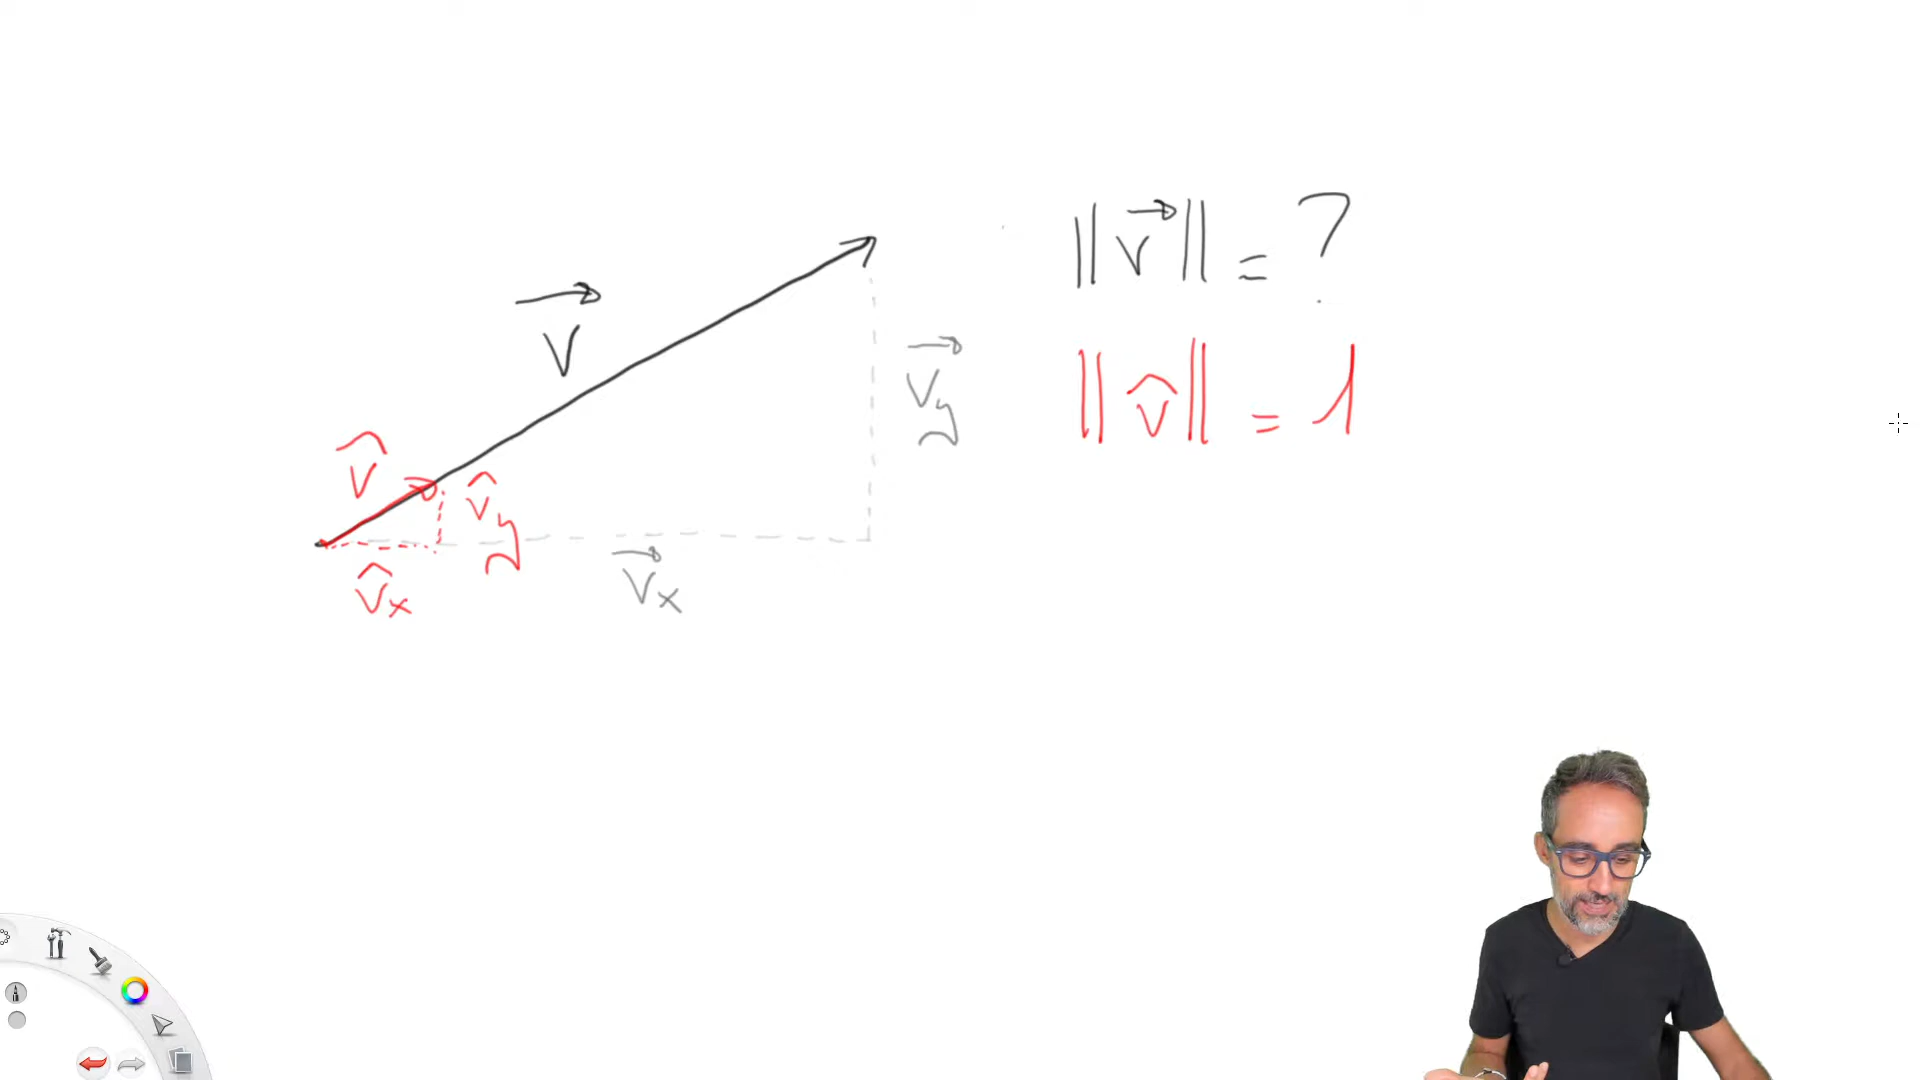 ‖v⃗‖ = ?
v⃗
‖v̂‖ = 1
v⃗y
v̂
v̂y
v⃗x
v̂x